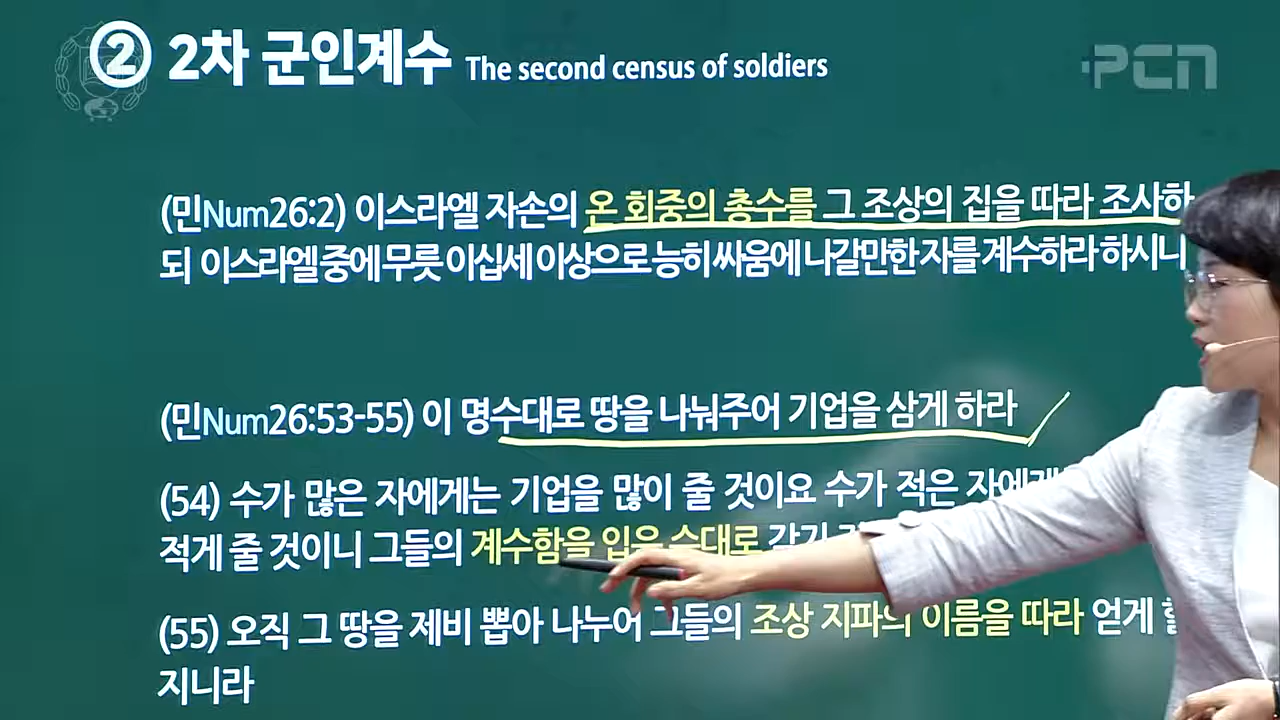 ② 2차 군인계수 The second census of soldiers
PCN
(민Num26:2) 이스라엘 자손의 온 회중의 총수를 그 조상의 집을 따라 조사하
되 이스라엘 중에 무릇 이십세 이상으로 능히 싸움에 나갈만한 자를 계수하라 하시니
(민Num26:53-55) 이 명수대로 땅을 나눠주어 기업을 삼게 하라
(54) 수가 많은 자에게는 기업을 많이 줄 것이요 수가 적은 자에게
적게 줄 것이니 그들의 계수함을 입은 수대로 각기
(55) 오직 그 땅을 제비 뽑아 나누어 그들의 조상 지파의 이름을 따라 얻게 할
지니라